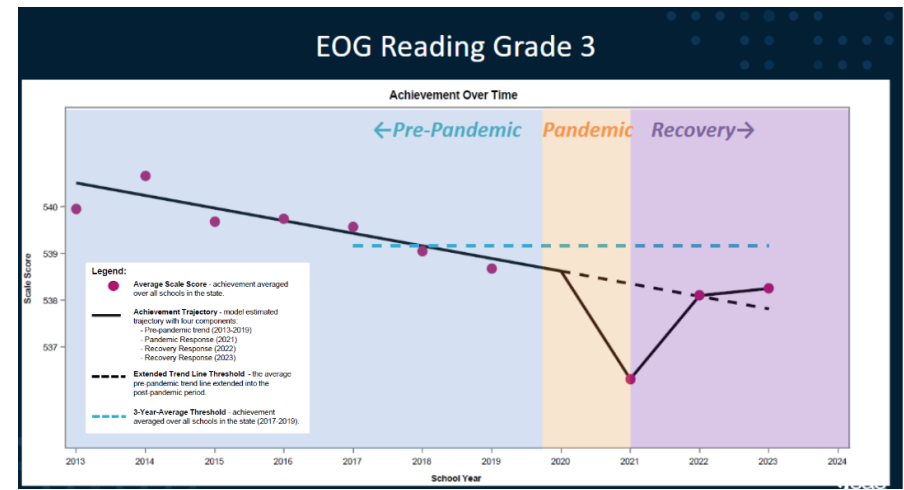 EOG Reading Grade 3
Achievement Over Time
←Pre-Pandemic Pandemic Recovery→
540
539
538
537
Scale Score
Legend:
Average Scale Score - achievement averaged
over all schools in the state.
Achievement Trajectory - model estimated
trajectory with four components:
- Pre-pandemic trend (2013-2019)
- Pandemic Response (2021)
- Recovery Response (2022)
- Recovery Response (2023)
Extended Trend Line Threshold - the average
pre-pandemic trend line extended into the
post-pandemic period.
3-Year-Average Threshold - achievement
averaged over all schools in the state (2017-2019).
2013 2014 2015 2016 2017 2018 2019 2020 2021 2022 2023 2024
School Year